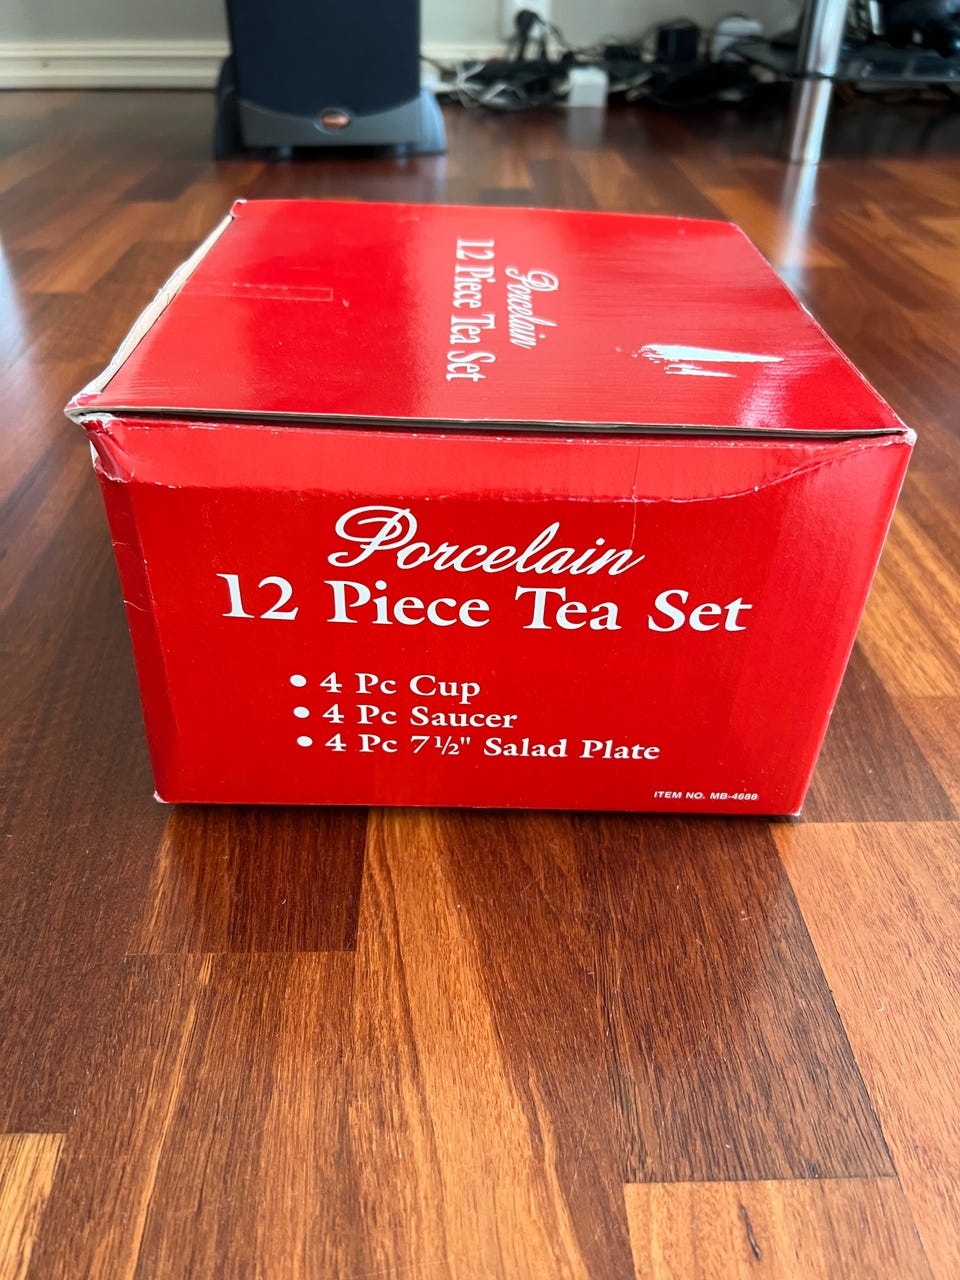 Porcelain
12 Piece Tea Set
Porcelain
12 Piece Tea Set
• 4 Pc Cup
• 4 Pc Saucer
• 4 Pc 7½" Salad Plate
ITEM NO. MB-4688